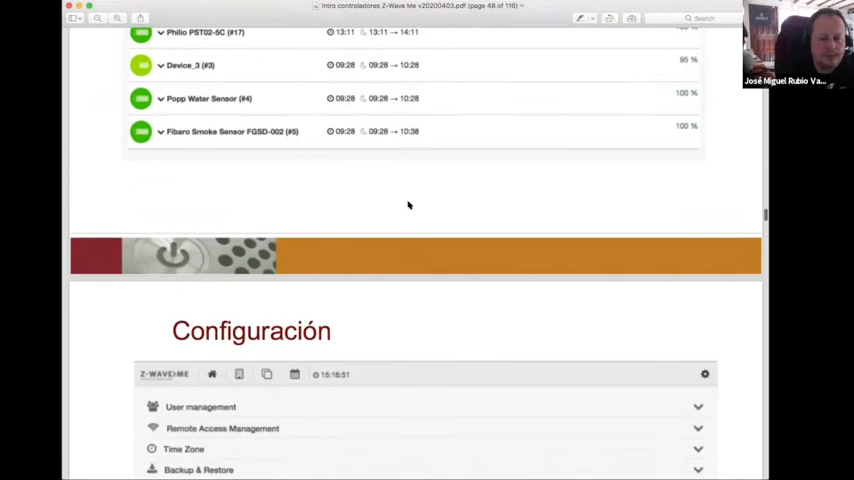 Intro controladores Z-Wave Me v20200403.pdf (page 48 of 116)
Search
José Miguel Rubio Va...
Philio PST02-5C (#17) 13:11 13:11 → 14:11
Device_3 (#3) 09:28 09:28 → 10:28 95 %
Popp Water Sensor (#4) 09:28 09:28 → 10:28 100 %
Fibaro Smoke Sensor FGSD-002 (#5) 09:28 09:28 → 10:38 100 %
Configuración
Z-WAVE>ME 15:16:51
User management
Remote Access Management
Time Zone
Backup & Restore